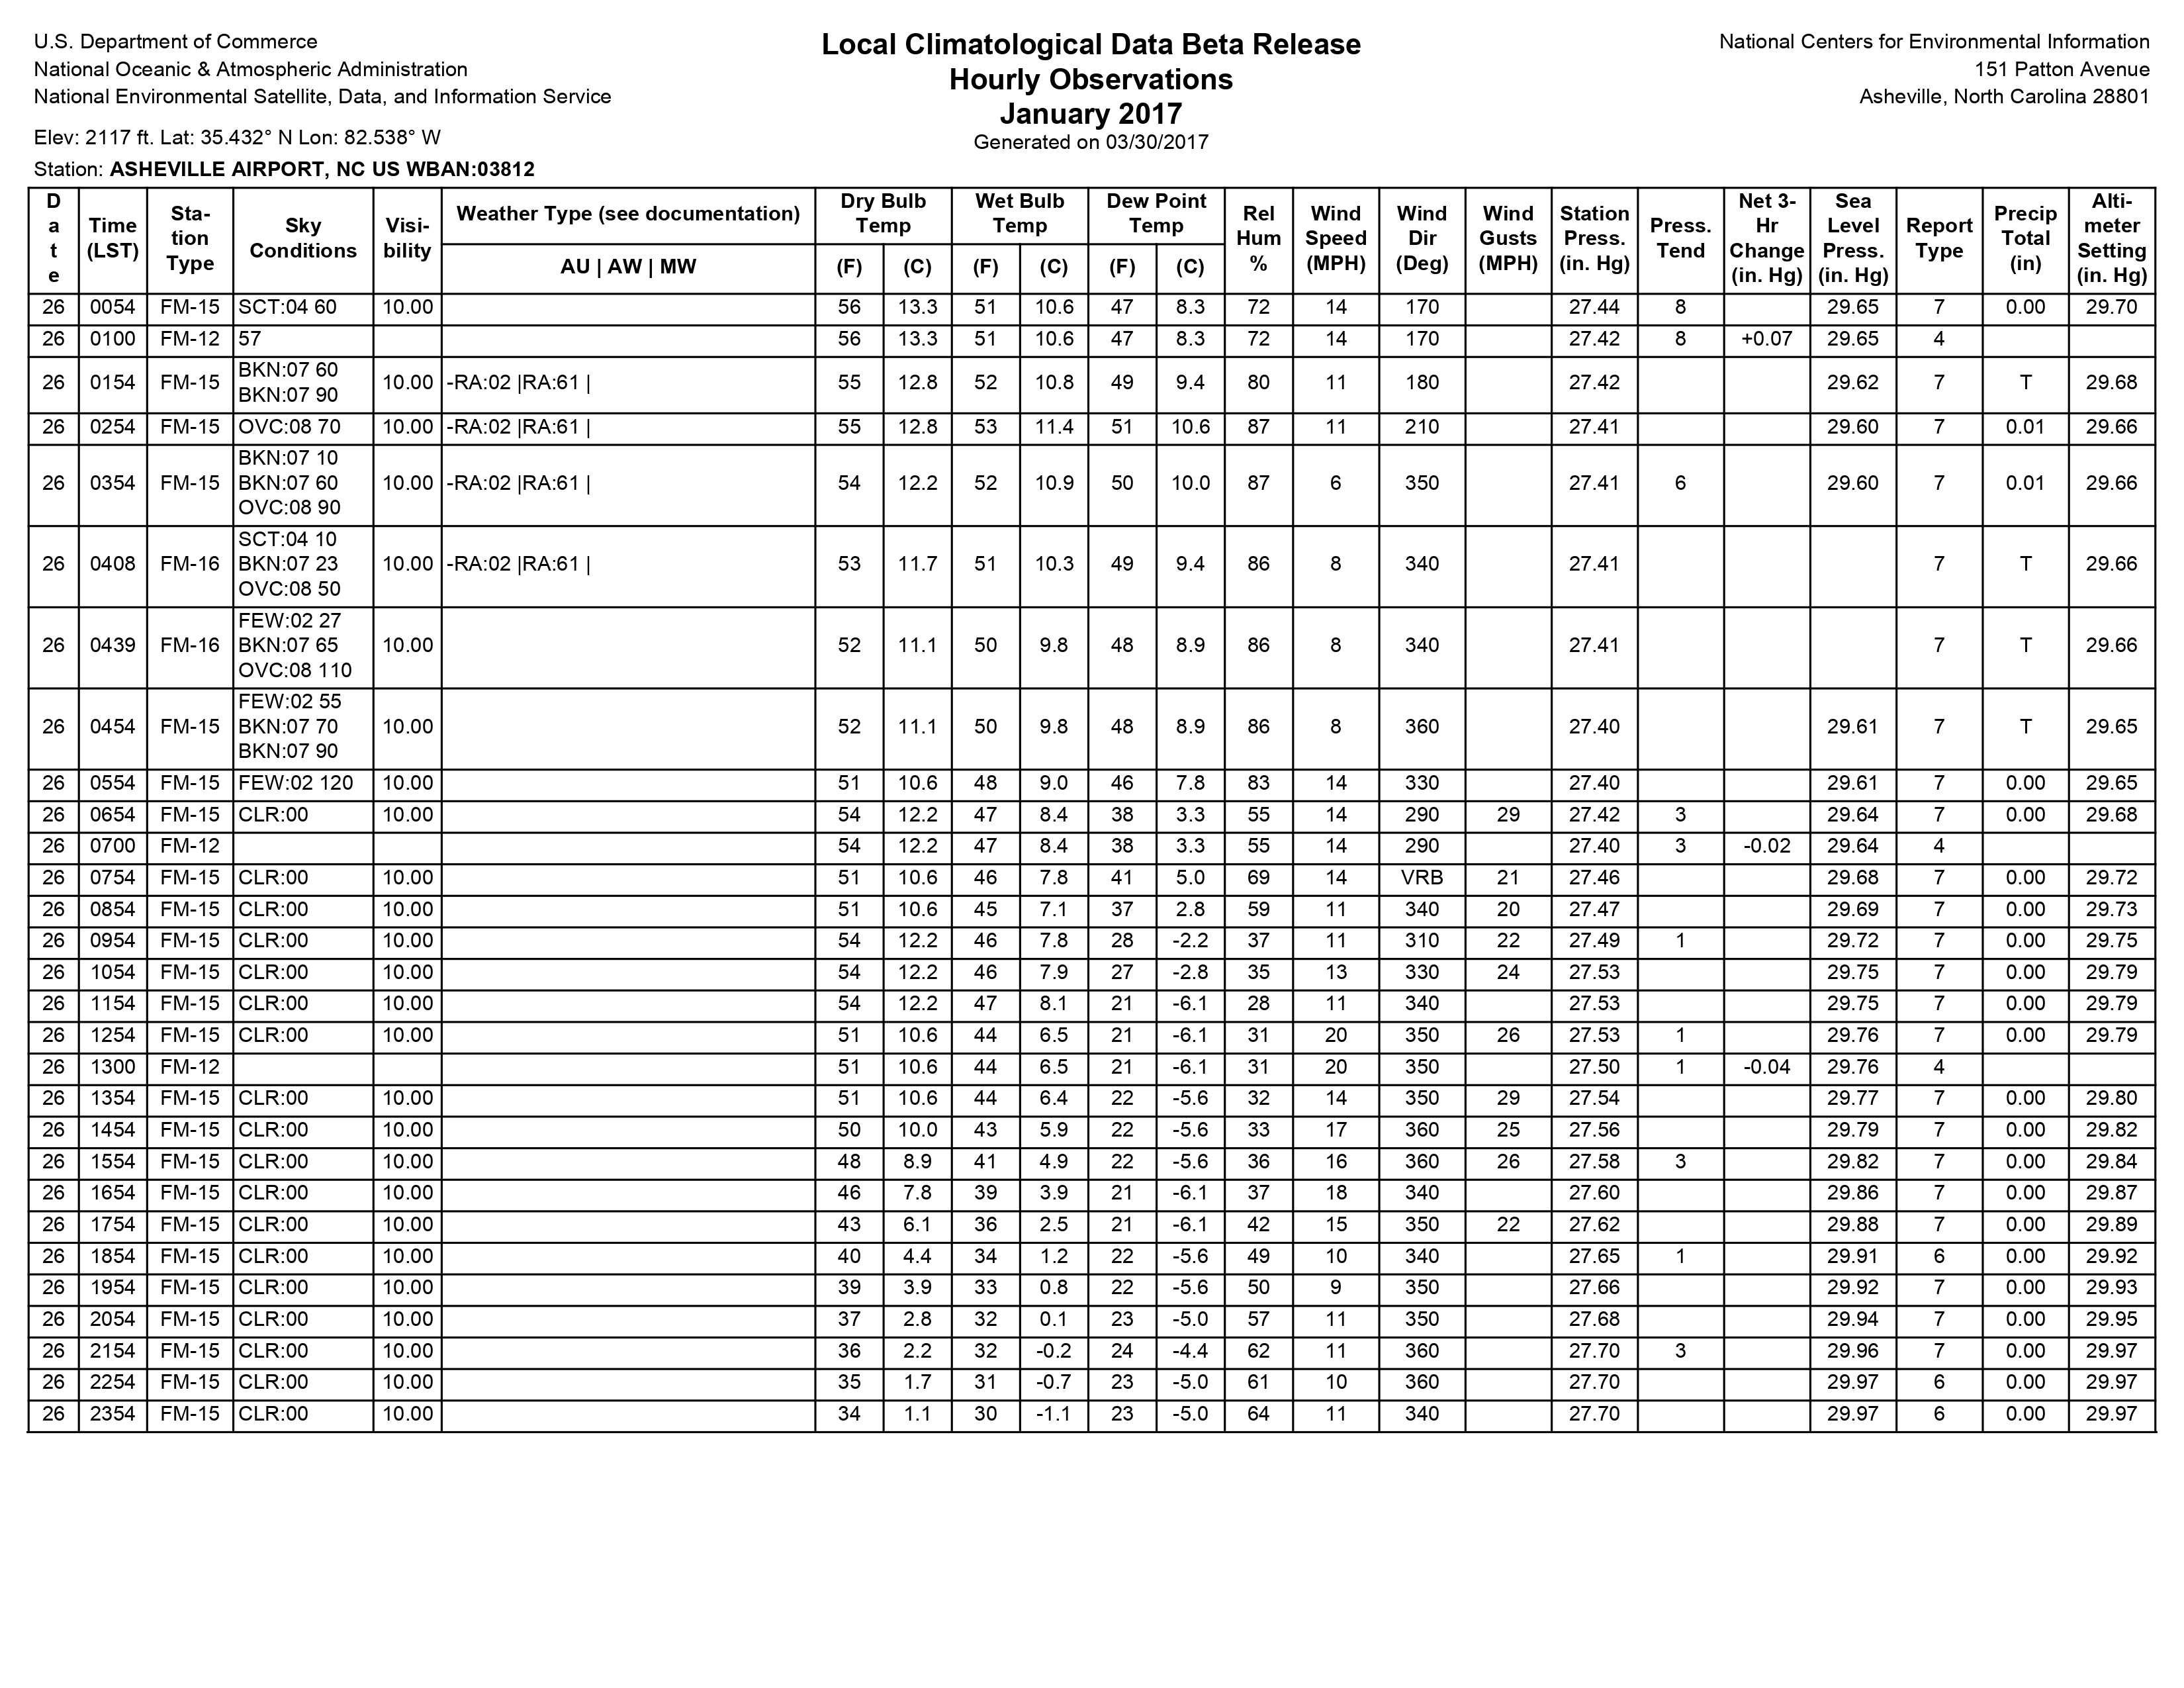 U.S. Department of Commerce
National Oceanic & Atmospheric Administration
National Environmental Satellite, Data, and Information Service
Elev: 2117 ft. Lat: 35.432° N Lon: 82.538° W
Station: ASHEVILLE AIRPORT, NC US WBAN:03812
Local Climatological Data Beta Release
Hourly Observations
January 2017
Generated on 03/30/2017
National Centers for Environmental Information
151 Patton Avenue
Asheville, North Carolina 28801
Date Time (LST) Sta-tion Type Sky Conditions Visi-bility Weather Type (see documentation) Dry Bulb Temp Wet Bulb Temp Dew Point Temp Rel Hum % Wind Speed (MPH) Wind Dir (Deg) Wind Gusts (MPH) Station Press. (in. Hg) Press. Tend Net 3-Hr Change (in. Hg) Sea Level Press. (in. Hg) Report Type Precip Total (in) Alti-meter Setting (in. Hg)
AU | AW | MW (F) (C) (F) (C) (F) (C)
26 0054 FM-15 SCT:04 60 10.00 56 13.3 51 10.6 47 8.3 72 14 170 27.44 8 29.65 7 0.00 29.70
26 0100 FM-12 57 56 13.3 51 10.6 47 8.3 72 14 170 27.42 8 +0.07 29.65 4
26 0154 FM-15 BKN:07 60 BKN:07 90 10.00 -RA:02 |RA:61 | 55 12.8 52 10.8 49 9.4 80 11 180 27.42 29.62 7 T 29.68
26 0254 FM-15 OVC:08 70 10.00 -RA:02 |RA:61 | 55 12.8 53 11.4 51 10.6 87 11 210 27.41 29.60 7 0.01 29.66
26 0354 FM-15 BKN:07 10 BKN:07 60 OVC:08 90 10.00 -RA:02 |RA:61 | 54 12.2 52 10.9 50 10.0 87 6 350 27.41 6 29.60 7 0.01 29.66
26 0408 FM-16 SCT:04 10 BKN:07 23 OVC:08 50 10.00 -RA:02 |RA:61 | 53 11.7 51 10.3 49 9.4 86 8 340 27.41 7 T 29.66
26 0439 FM-16 FEW:02 27 BKN:07 65 OVC:08 110 10.00 52 11.1 50 9.8 48 8.9 86 8 340 27.41 7 T 29.66
26 0454 FM-15 FEW:02 55 BKN:07 70 BKN:07 90 10.00 52 11.1 50 9.8 48 8.9 86 8 360 27.40 29.61 7 T 29.65
26 0554 FM-15 FEW:02 120 10.00 51 10.6 48 9.0 46 7.8 83 14 330 27.40 29.61 7 0.00 29.65
26 0654 FM-15 CLR:00 10.00 54 12.2 47 8.4 38 3.3 55 14 290 29 27.42 3 29.64 7 0.00 29.68
26 0700 FM-12 54 12.2 47 8.4 38 3.3 55 14 290 27.40 3 -0.02 29.64 4
26 0754 FM-15 CLR:00 10.00 51 10.6 46 7.8 41 5.0 69 14 VRB 21 27.46 29.68 7 0.00 29.72
26 0854 FM-15 CLR:00 10.00 51 10.6 45 7.1 37 2.8 59 11 340 20 27.47 29.69 7 0.00 29.73
26 0954 FM-15 CLR:00 10.00 54 12.2 46 7.8 28 -2.2 37 11 310 22 27.49 1 29.72 7 0.00 29.75
26 1054 FM-15 CLR:00 10.00 54 12.2 46 7.9 27 -2.8 35 13 330 24 27.53 29.75 7 0.00 29.79
26 1154 FM-15 CLR:00 10.00 54 12.2 47 8.1 21 -6.1 28 11 340 27.53 29.75 7 0.00 29.79
26 1254 FM-15 CLR:00 10.00 51 10.6 44 6.5 21 -6.1 31 20 350 26 27.53 1 29.76 7 0.00 29.79
26 1300 FM-12 51 10.6 44 6.5 21 -6.1 31 20 350 27.50 1 -0.04 29.76 4
26 1354 FM-15 CLR:00 10.00 51 10.6 44 6.4 22 -5.6 32 14 350 29 27.54 29.77 7 0.00 29.80
26 1454 FM-15 CLR:00 10.00 50 10.0 43 5.9 22 -5.6 33 17 360 25 27.56 29.79 7 0.00 29.82
26 1554 FM-15 CLR:00 10.00 48 8.9 41 4.9 22 -5.6 36 16 360 26 27.58 3 29.82 7 0.00 29.84
26 1654 FM-15 CLR:00 10.00 46 7.8 39 3.9 21 -6.1 37 18 340 27.60 29.86 7 0.00 29.87
26 1754 FM-15 CLR:00 10.00 43 6.1 36 2.5 21 -6.1 42 15 350 22 27.62 29.88 7 0.00 29.89
26 1854 FM-15 CLR:00 10.00 40 4.4 34 1.2 22 -5.6 49 10 340 27.65 1 29.91 6 0.00 29.92
26 1954 FM-15 CLR:00 10.00 39 3.9 33 0.8 22 -5.6 50 9 350 27.66 29.92 7 0.00 29.93
26 2054 FM-15 CLR:00 10.00 37 2.8 32 0.1 23 -5.0 57 11 350 27.68 29.94 7 0.00 29.95
26 2154 FM-15 CLR:00 10.00 36 2.2 32 -0.2 24 -4.4 62 11 360 27.70 3 29.96 7 0.00 29.97
26 2254 FM-15 CLR:00 10.00 35 1.7 31 -0.7 23 -5.0 61 10 360 27.70 29.97 6 0.00 29.97
26 2354 FM-15 CLR:00 10.00 34 1.1 30 -1.1 23 -5.0 64 11 340 27.70 29.97 6 0.00 29.97